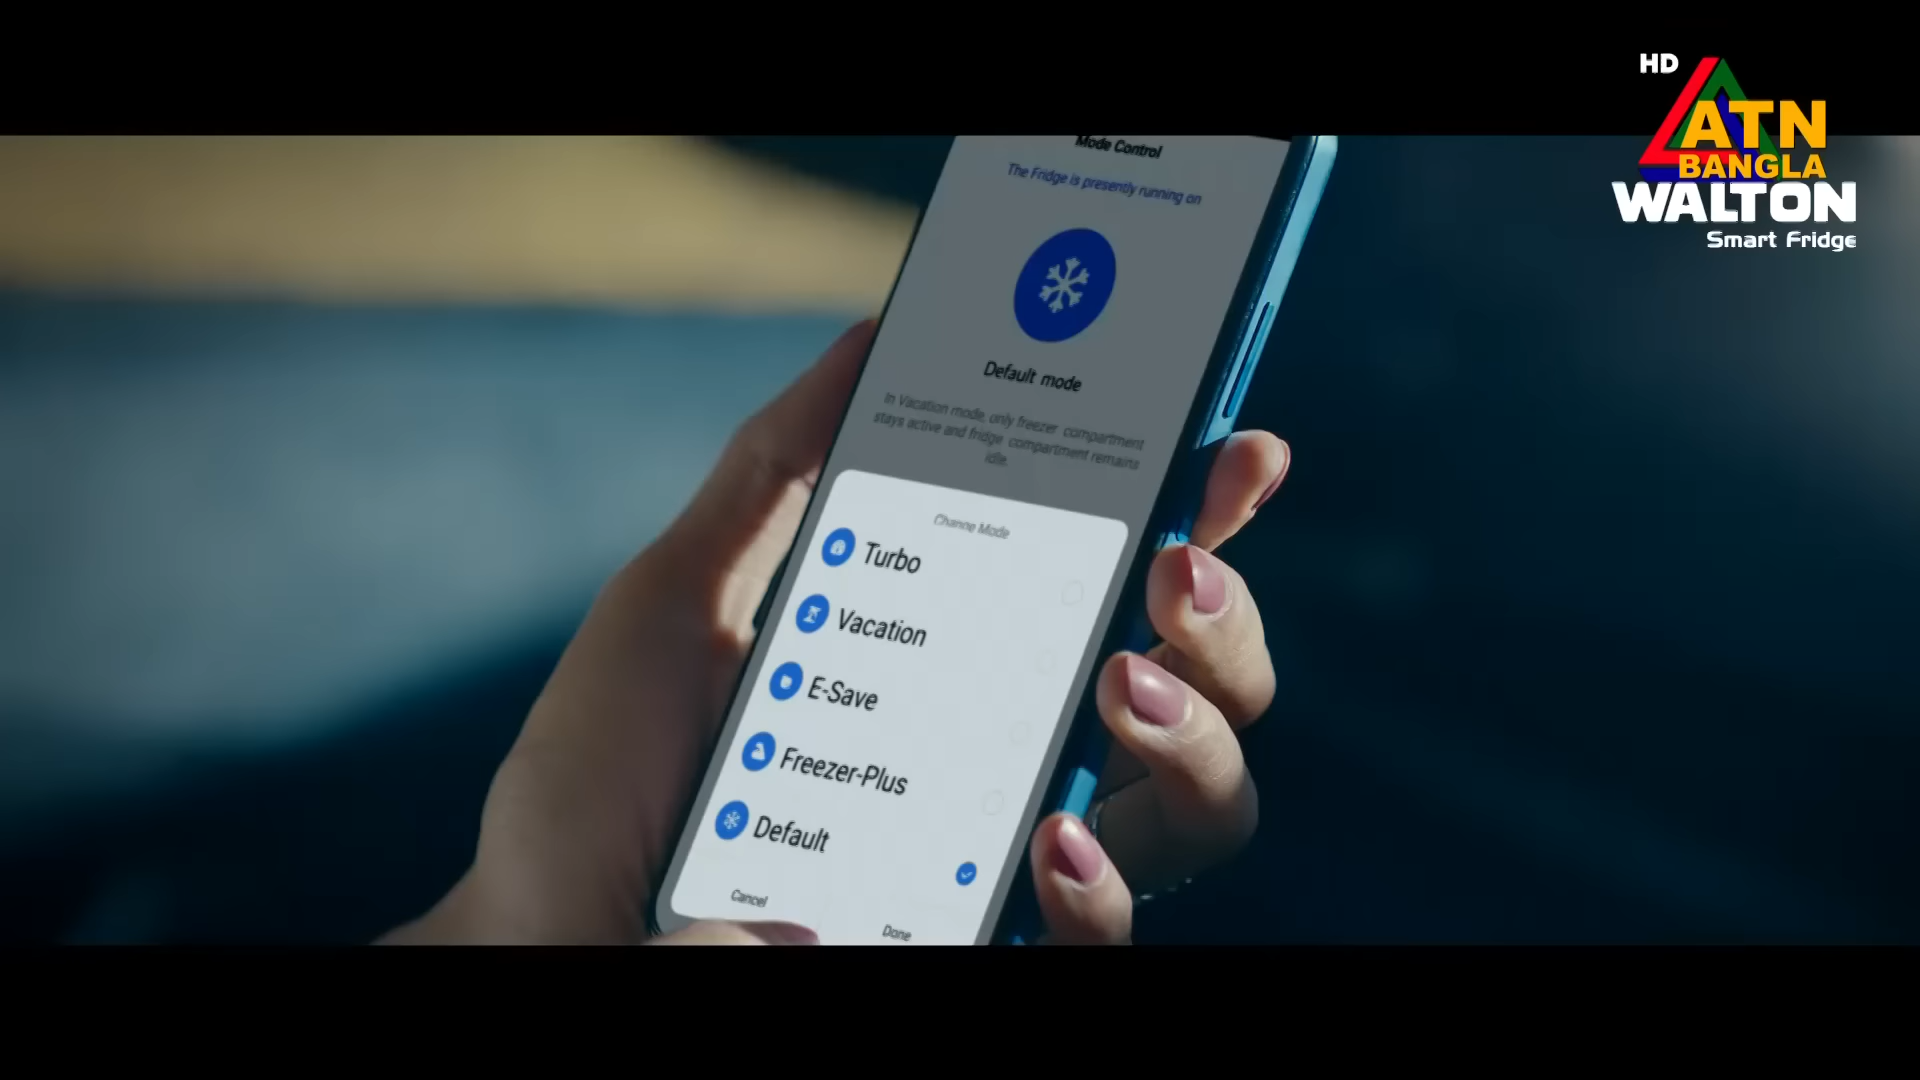 HD
ATN
BANGLA
WALTON
Smart Fridge
Mode Control
The Fridge is presently running on
Default mode
In Vacation mode, only freezer compartment
stays active and fridge compartment remains
idle.
Change Mode
Turbo
Vacation
E-Save
Freezer-Plus
Default
Cancel
Done